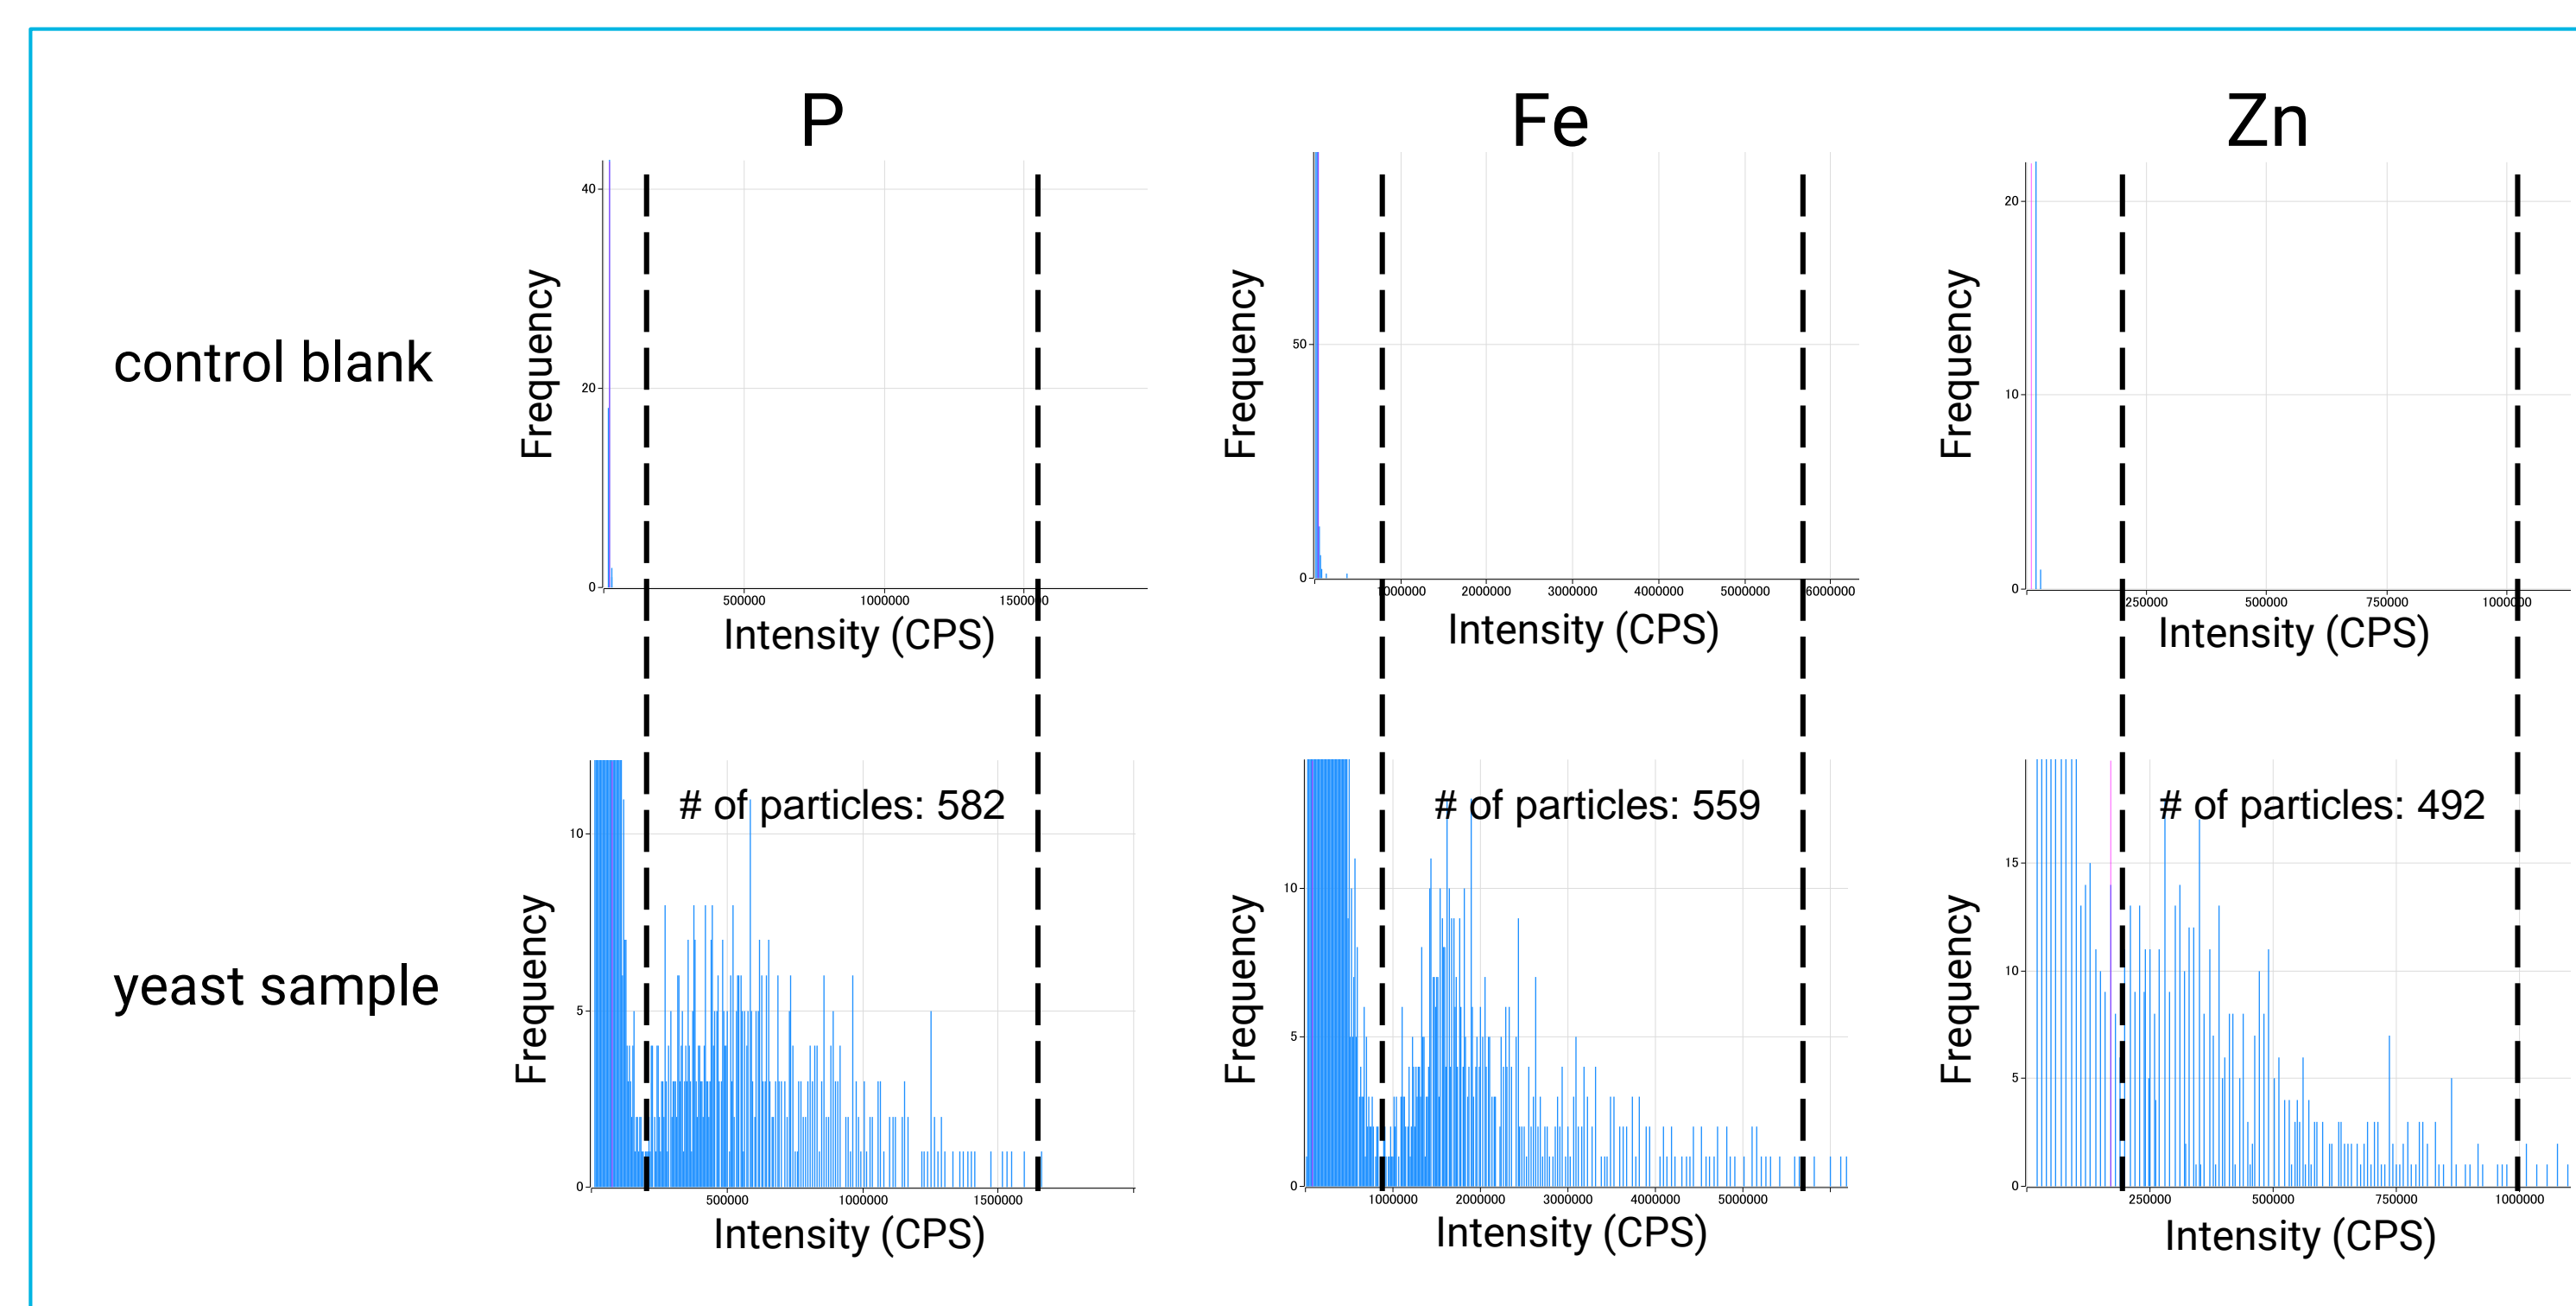 P
Fe
Zn
control blank
Frequency
40
20
0
500000
1000000
1500000
Intensity (CPS)
Frequency
50
0
1000000
2000000
3000000
4000000
5000000
6000000
Intensity (CPS)
Frequency
20
10
0
250000
500000
750000
1000000
Intensity (CPS)
yeast sample
# of particles: 582
Frequency
10
5
0
500000
1000000
1500000
Intensity (CPS)
# of particles: 559
Frequency
10
5
0
1000000
2000000
3000000
4000000
5000000
Intensity (CPS)
# of particles: 492
Frequency
15
10
5
0
250000
500000
750000
1000000
Intensity (CPS)